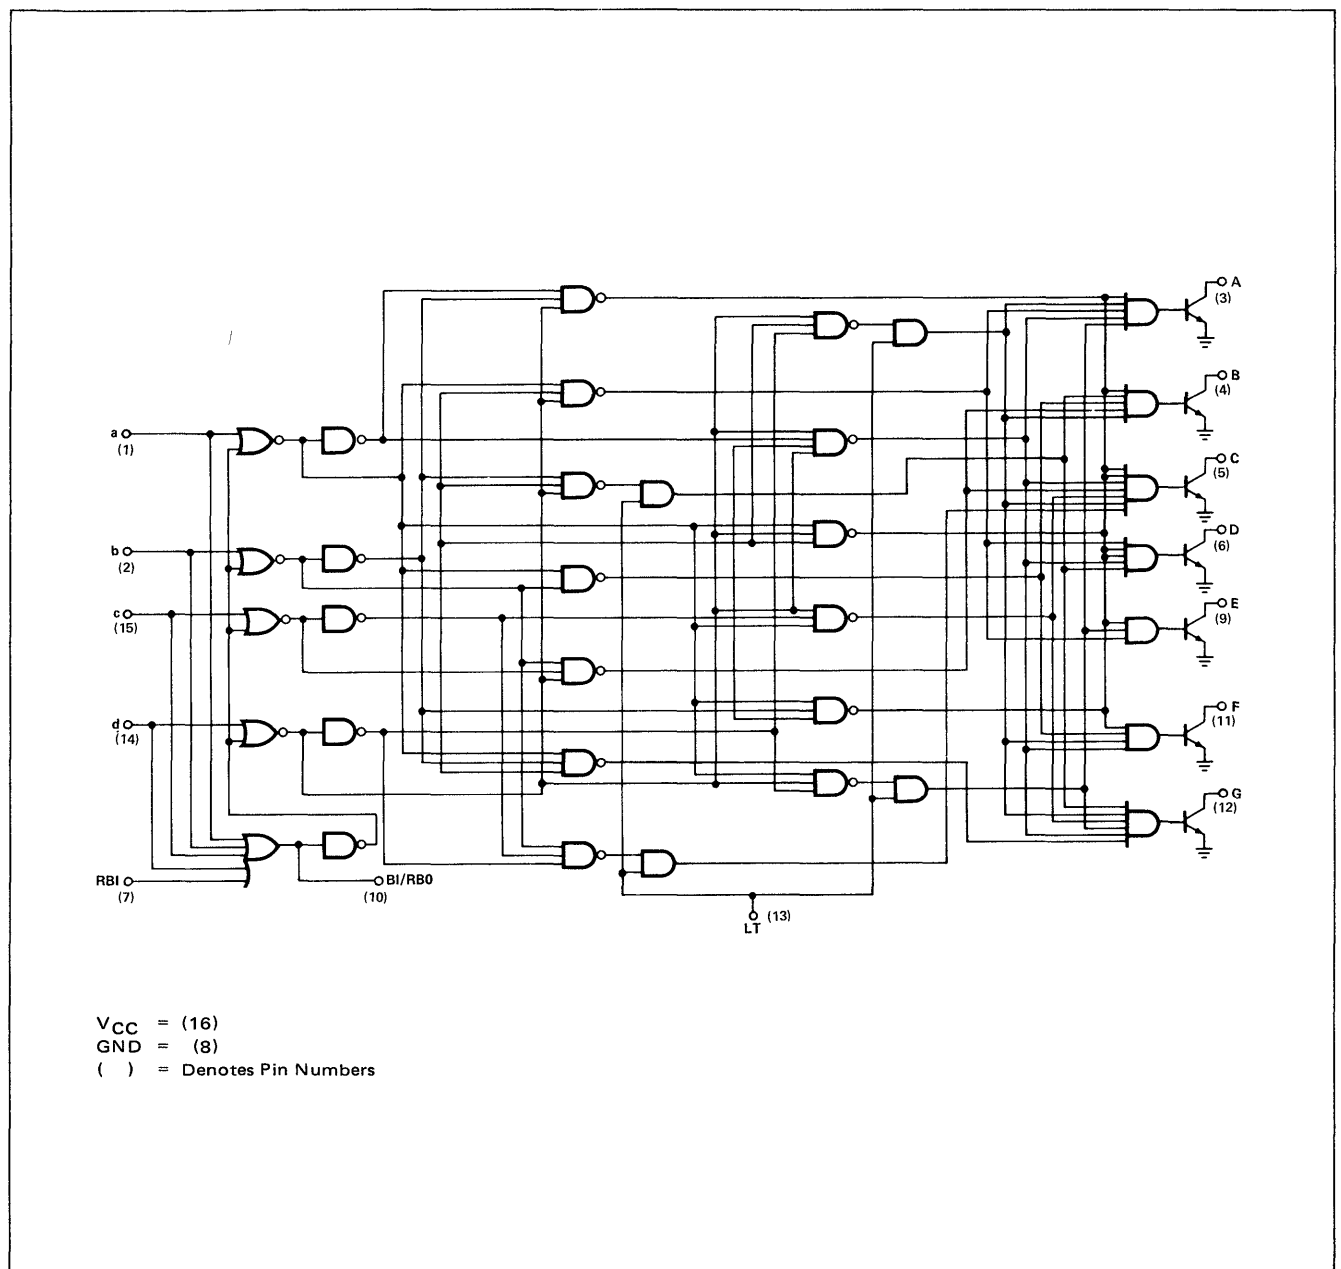 A
(3)
B
(4)
a
(1)
C
(5)
D
(6)
b
(2)
E
(9)
c
(15)
F
(11)
d
(14)
G
(12)
RBI
(7)
BI/RBO
(10)
(13)
LT
VCC = (16)
GND = (8)
( ) = Denotes Pin Numbers